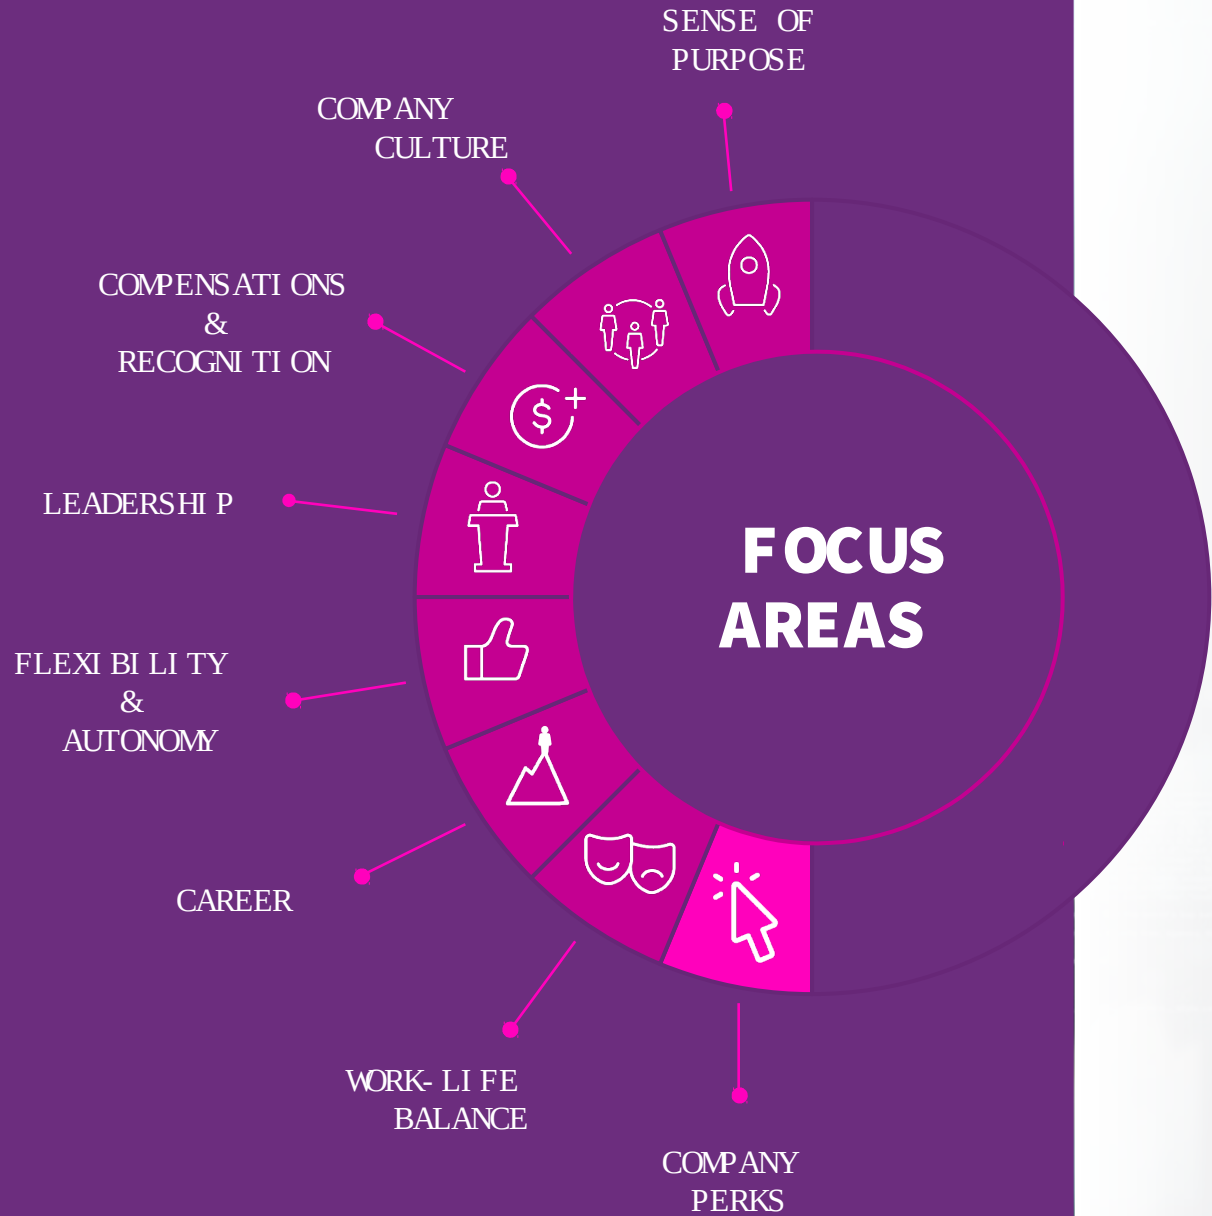 SENSE OF
PURPOSE
COMPANY
CULTURE
COMPENSATIONS
&
RECOGNITION
LEADERSHIP
FOCUS
AREAS
FLEXIBILITY
&
AUTONOMY
CAREER
WORK-LIFE
BALANCE
COMPANY
PERKS